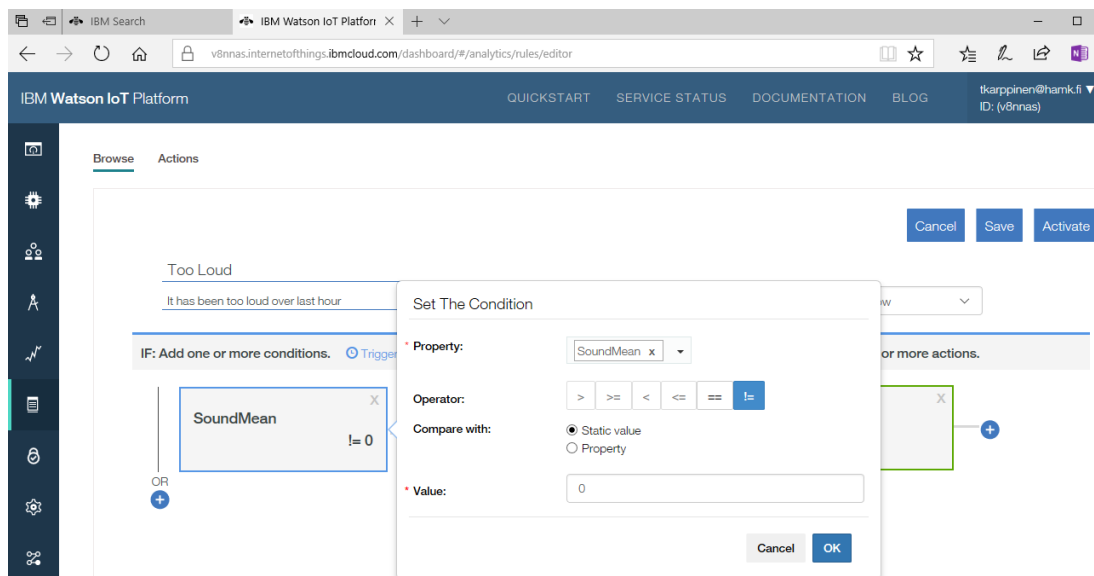 IBM Search
IBM Watson IoT Platforr
v8nnas.internetofthings.ibmcloud.com/dashboard/#/analytics/rules/editor
IBM Watson IoT Platform
QUICKSTART SERVICE STATUS DOCUMENTATION BLOG
tkarppinen@hamk.fi
ID: (v8nnas)
Browse Actions
Cancel Save Activate
Too Loud
It has been too loud over last hour
Set The Condition
ow
IF: Add one or more conditions. Trigger
* Property: SoundMean x
or more actions.
Operator: > >= < <= == !=
SoundMean X
!= 0
X
Compare with: Static value
Property
OR
* Value: 0
Cancel OK